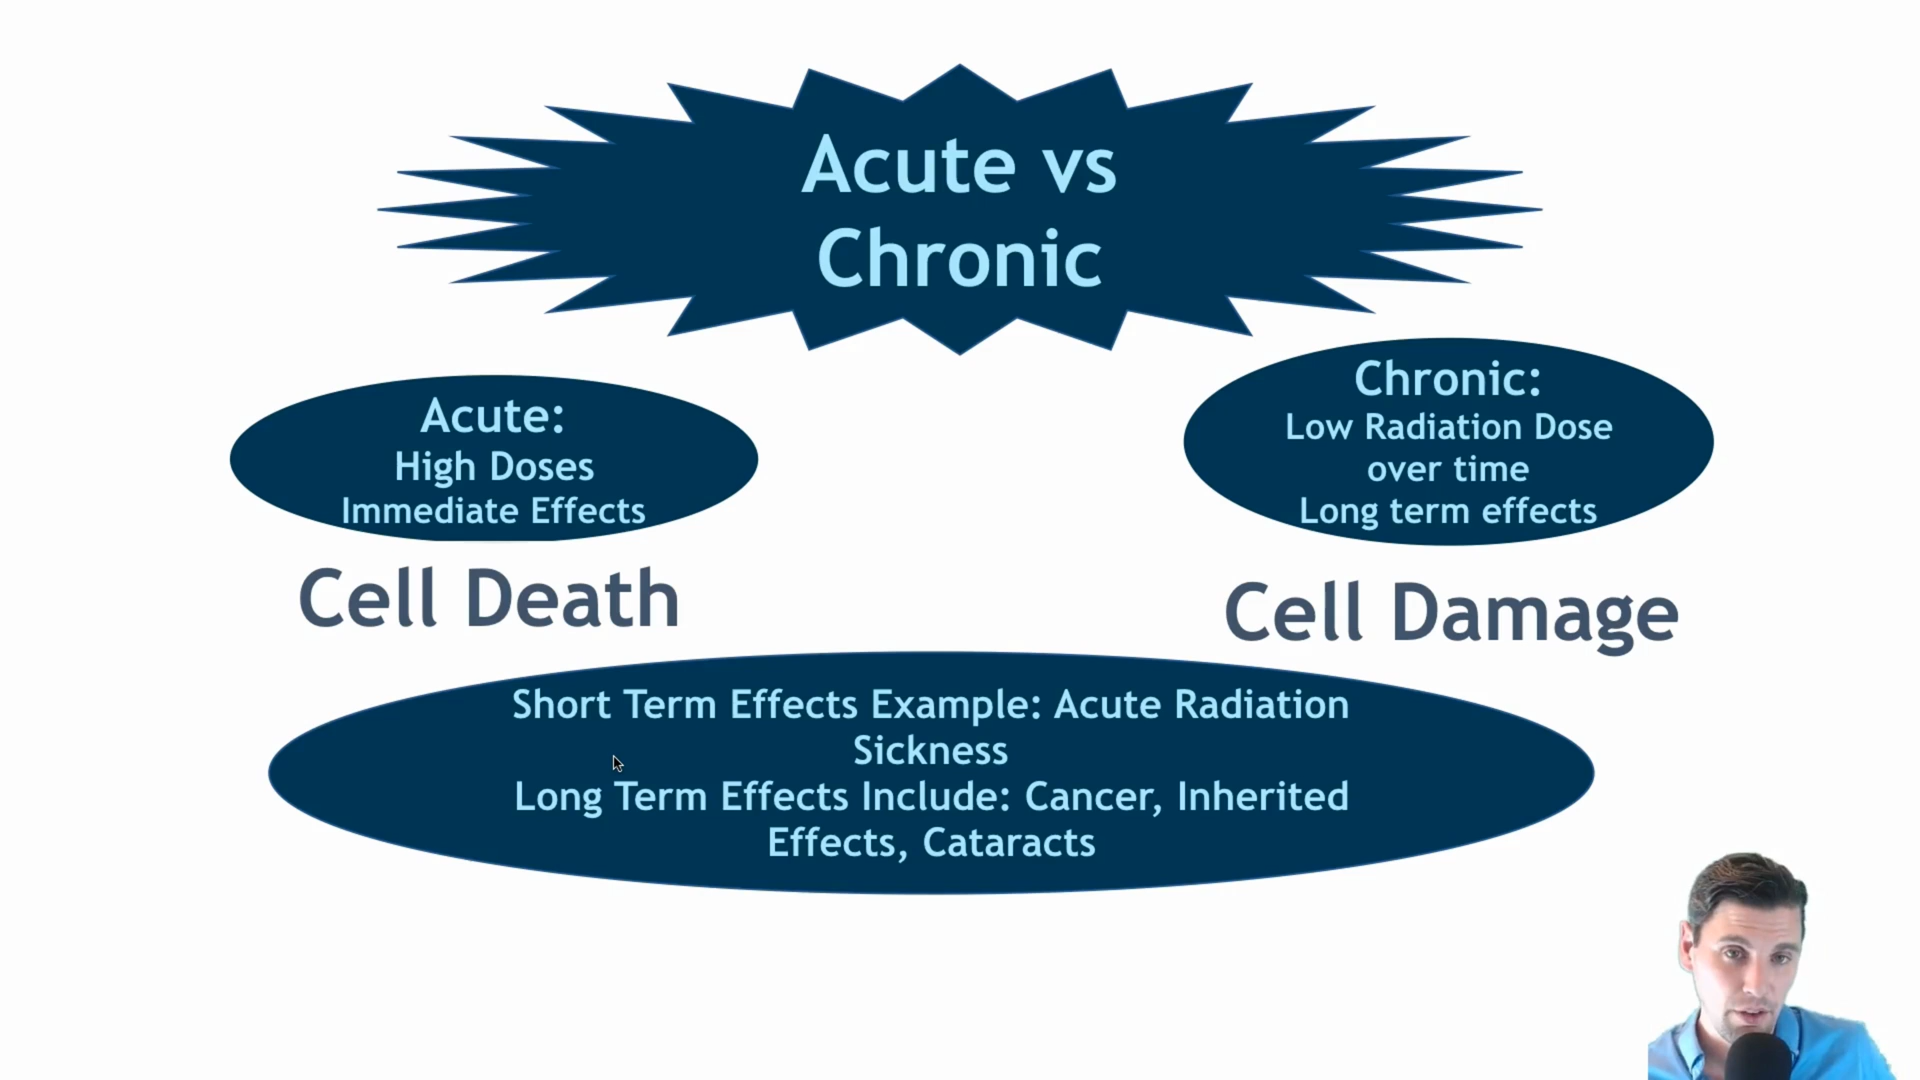 Acute vs
Chronic
Acute:
High Doses
Immediate Effects
Chronic:
Low Radiation Dose
over time
Long term effects
Cell Death
Cell Damage
Short Term Effects Example: Acute Radiation
Sickness
Long Term Effects Include: Cancer, Inherited
Effects, Cataracts